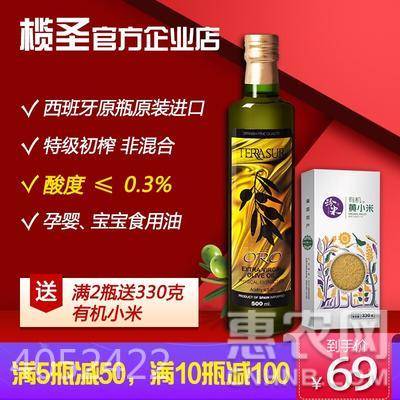 榄圣官方企业店
西班牙原瓶原装进口
特级初榨 非混合
酸度 ≤ 0.3%
孕婴、宝宝食用油
送 满2瓶送330克
有机小米
TERRASUR
ORO
EXTRA VIRGIN
OLIVE OIL
500 ml
有机
黄小米
惠农网
CNHNB.COM
满5瓶减50，满10瓶减100
到手价
¥69